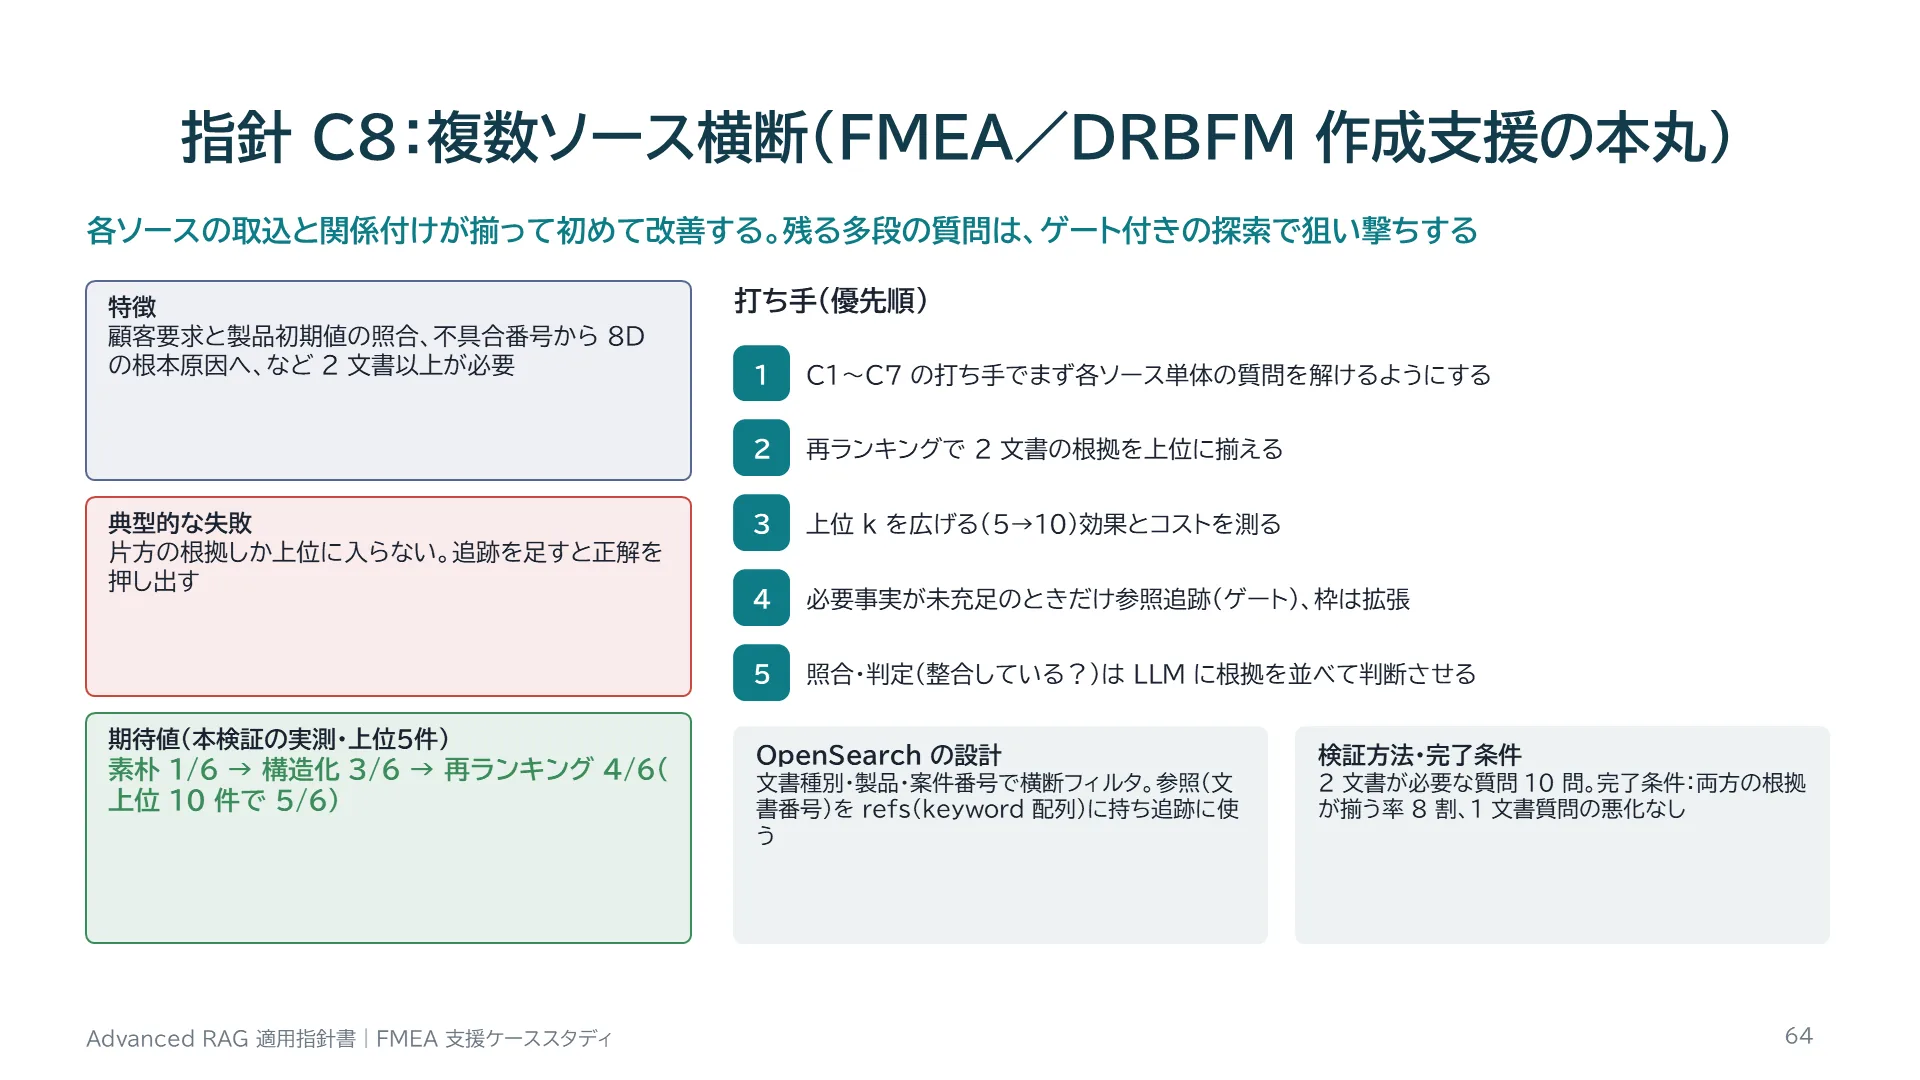 指針 C8：複数ソース横断（FMEA／DRBFM 作成支援の本丸）
各ソースの取込と関係付けが揃って初めて改善する。残る多段の質問は、ゲート付きの探索で狙い撃ちする
特徴
顧客要求と製品初期値の照合、不具合番号から 8D
の根本原因へ、など 2 文書以上が必要
典型的な失敗
片方の根拠しか上位に入らない。追跡を足すと正解を
押し出す
期待値（本検証の実測・上位5件）
素朴 1/6 → 構造化 3/6 → 再ランキング 4/6（
上位 10 件で 5/6）
打ち手（優先順）
1 C1～C7 の打ち手でまず各ソース単体の質問を解けるようにする
2 再ランキングで 2 文書の根拠を上位に揃える
3 上位 k を広げる（5→10）効果とコストを測る
4 必要事実が未充足のときだけ参照追跡（ゲート）、枠は拡張
5 照合・判定（整合している？）は LLM に根拠を並べて判断させる
OpenSearch の設計
文書種別・製品・案件番号で横断フィルタ。参照（文
書番号）を refs（keyword 配列）に持ち追跡に使
う
検証方法・完了条件
2 文書が必要な質問 10 問。完了条件：両方の根拠
が揃う率 8 割、1 文書質問の悪化なし
Advanced RAG 適用指針書｜FMEA 支援ケーススタディ
64